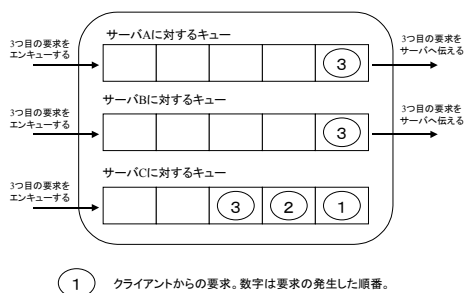 サーバAに対するキュー
3つ目の要求を
エンキューする
3
3つ目の要求を
サーバへ伝える
サーバBに対するキュー
3つ目の要求を
エンキューする
3
3つ目の要求を
サーバへ伝える
サーバCに対するキュー
3つ目の要求を
エンキューする
3 2 1
1 クライアントからの要求。数字は要求の発生した順番。